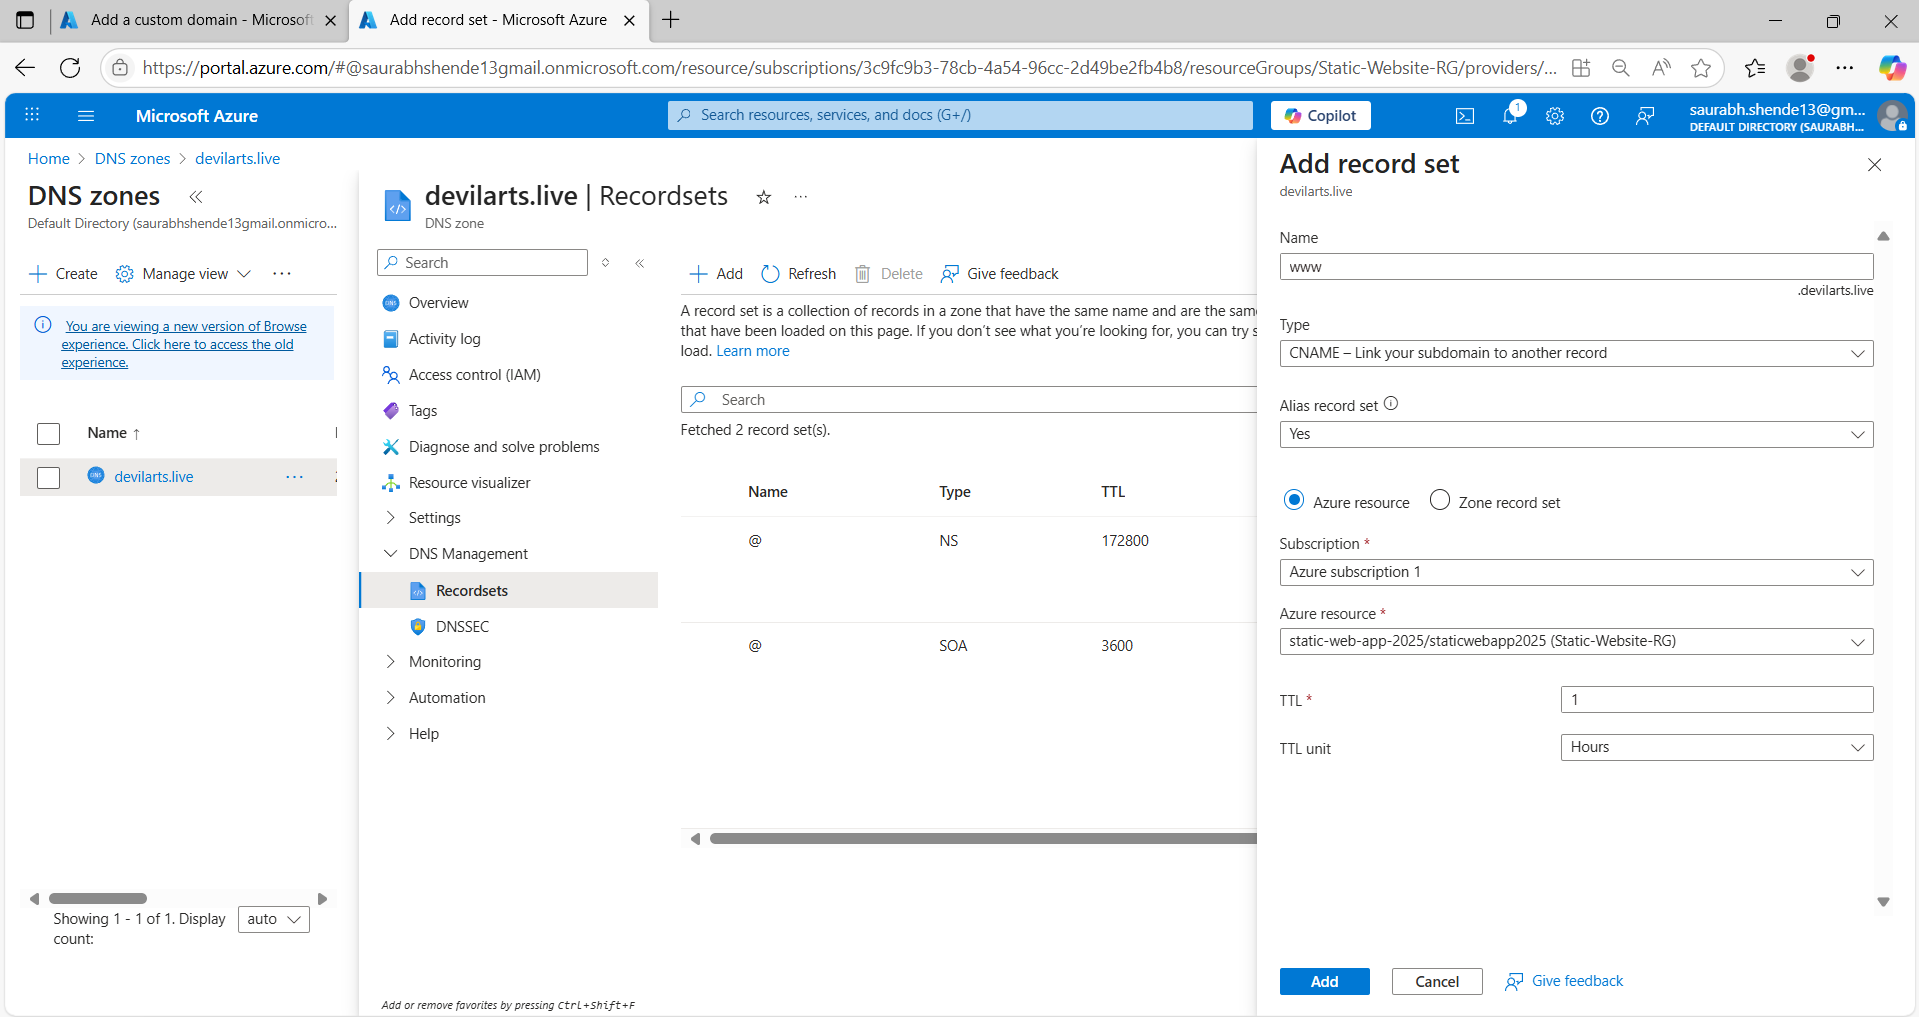 Add a custom domain - Microsoft
Add record set - Microsoft Azure
https://portal.azure.com/#@saurabhshende13gmail.onmicrosoft.com/resource/subscriptions/3c9fc9b3-78cb-4a54-96cc-2d49be2fb4b8/resourceGroups/Static-Website-RG/providers/...
Microsoft Azure
Search resources, services, and docs (G+/)
Copilot
1
saurabh.shende13@gm...
DEFAULT DIRECTORY (SAURABH...
Home > DNS zones > devilarts.live
DNS zones
Default Directory (saurabhshende13gmail.onmicro...
Create
Manage view
You are viewing a new version of Browse
experience. Click here to access the old
experience.
Name ↑
devilarts.live
Showing 1 - 1 of 1. Display
count:
auto
devilarts.live | Recordsets
DNS zone
Search
Overview
Activity log
Access control (IAM)
Tags
Diagnose and solve problems
Resource visualizer
Settings
DNS Management
Recordsets
DNSSEC
Monitoring
Automation
Help
Add or remove favorites by pressing Ctrl+Shift+F
Add
Refresh
Delete
Give feedback
A record set is a collection of records in a zone that have the same name and are the sam
that have been loaded on this page. If you don't see what you're looking for, you can try s
load. Learn more
Search
Fetched 2 record set(s).
Name Type TTL
@ NS 172800
@ SOA 3600
Add record set
devilarts.live
Name
www
.devilarts.live
Type
CNAME – Link your subdomain to another record
Alias record set
Yes
Azure resource
Zone record set
Subscription *
Azure subscription 1
Azure resource *
static-web-app-2025/staticwebapp2025 (Static-Website-RG)
TTL *
1
TTL unit
Hours
Add
Cancel
Give feedback